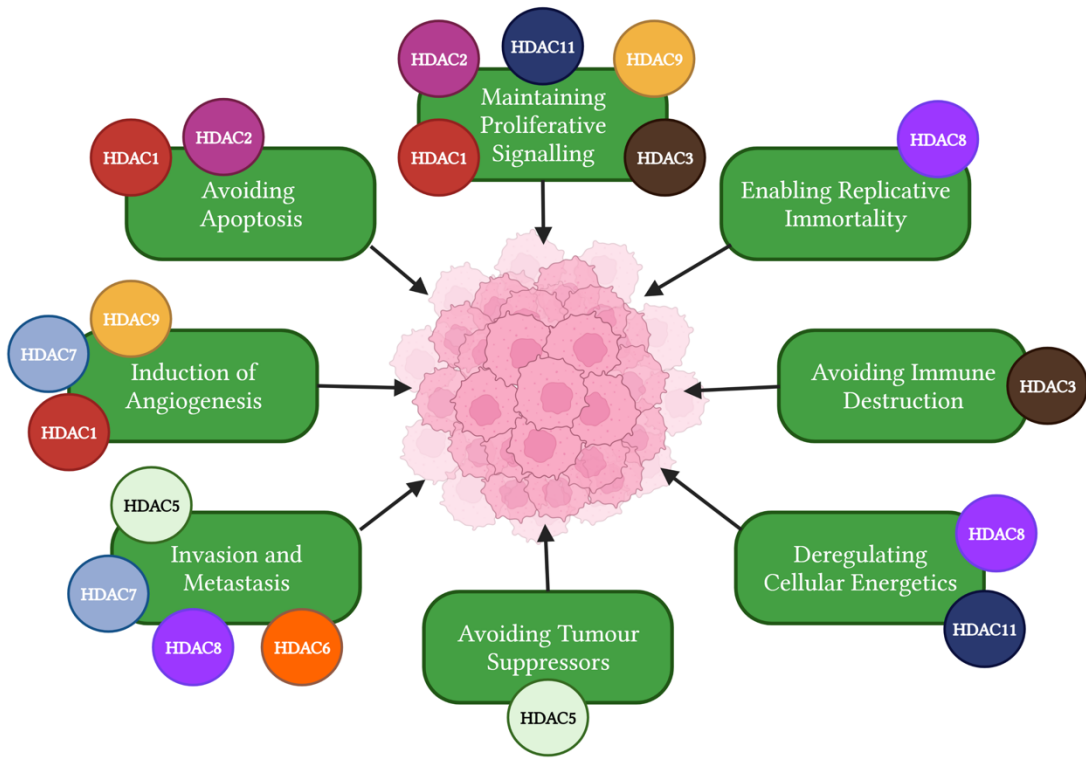 HDAC2
HDAC11
HDAC9
Maintaining
Proliferative
Signalling
HDAC1
HDAC3
HDAC1
HDAC2
Avoiding
Apoptosis
HDAC8
Enabling Replicative
Immortality
HDAC9
HDAC7
HDAC1
Induction of
Angiogenesis
Avoiding Immune
Destruction
HDAC3
HDAC5
Invasion and
Metastasis
HDAC7
HDAC8
HDAC6
Avoiding Tumour
Suppressors
HDAC5
HDAC8
Deregulating
Cellular Energetics
HDAC11